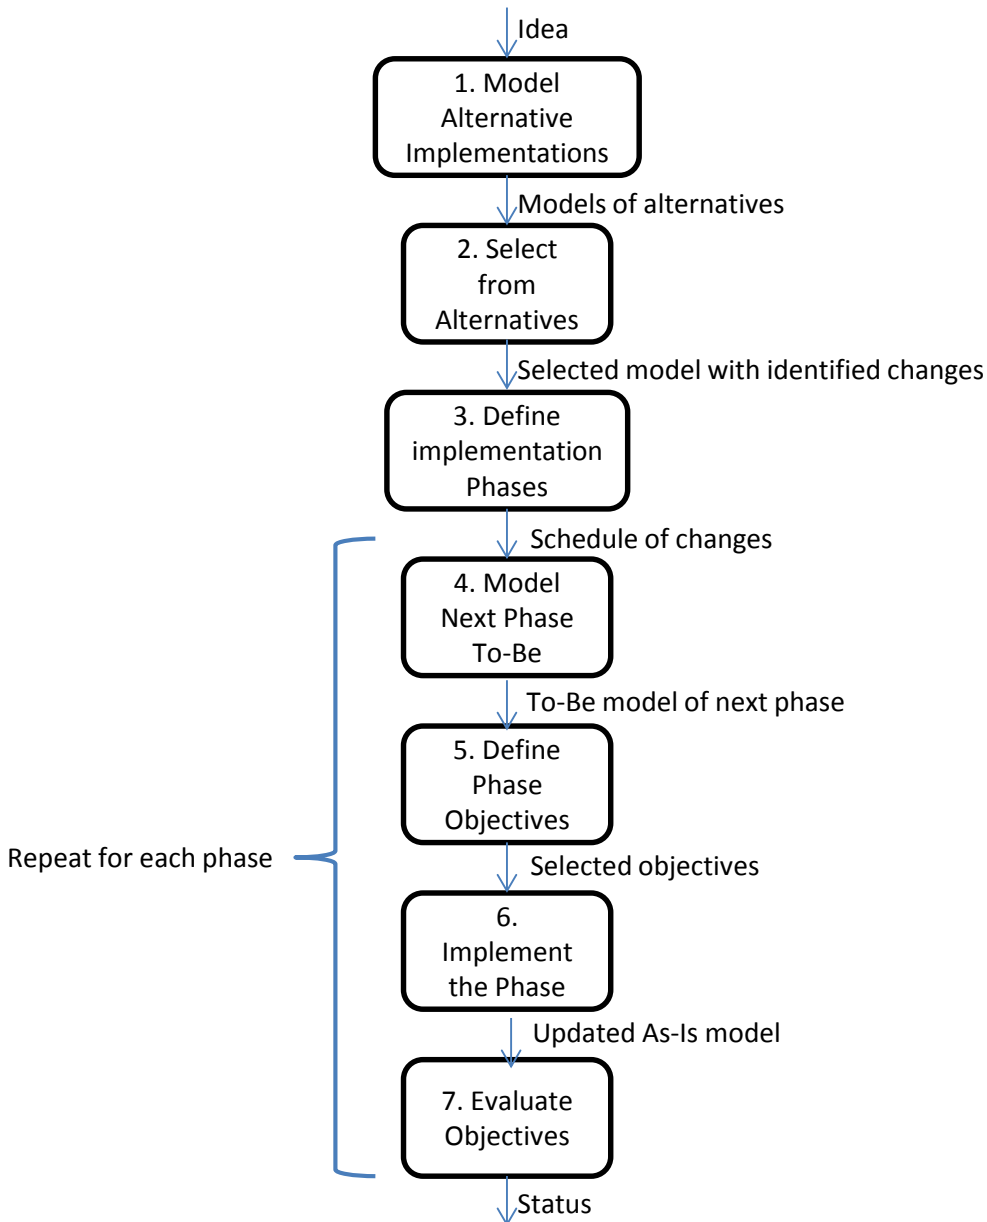 Idea
1. Model
Alternative
Implementations
Models of alternatives
2. Select
from
Alternatives
Selected model with identified changes
3. Define
implementation
Phases
Schedule of changes
4. Model
Next Phase
To-Be
To-Be model of next phase
5. Define
Phase
Objectives
Repeat for each phase
Selected objectives
6.
Implement
the Phase
Updated As-Is model
7. Evaluate
Objectives
Status